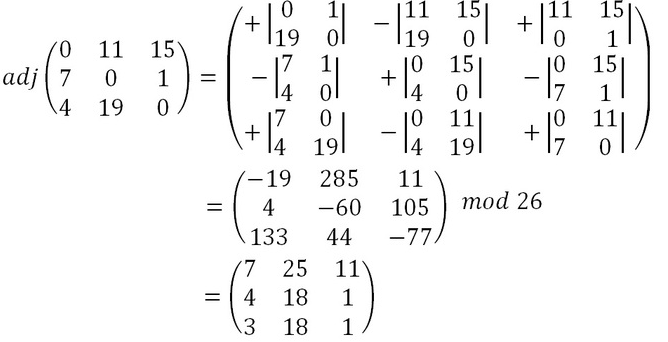 adj (0 11 15
7 0 1
4 19 0) = (+ |0 1
19 0| − |11 15
19 0| + |11 15
0 1|
− |7 1
4 0| + |0 15
4 0| − |0 15
7 1|
+ |7 0
4 19| − |0 11
4 19| + |0 11
7 0|)
= (−19 285 11
4 −60 105
133 44 −77) mod 26
= (7 25 11
4 18 1
3 18 1)